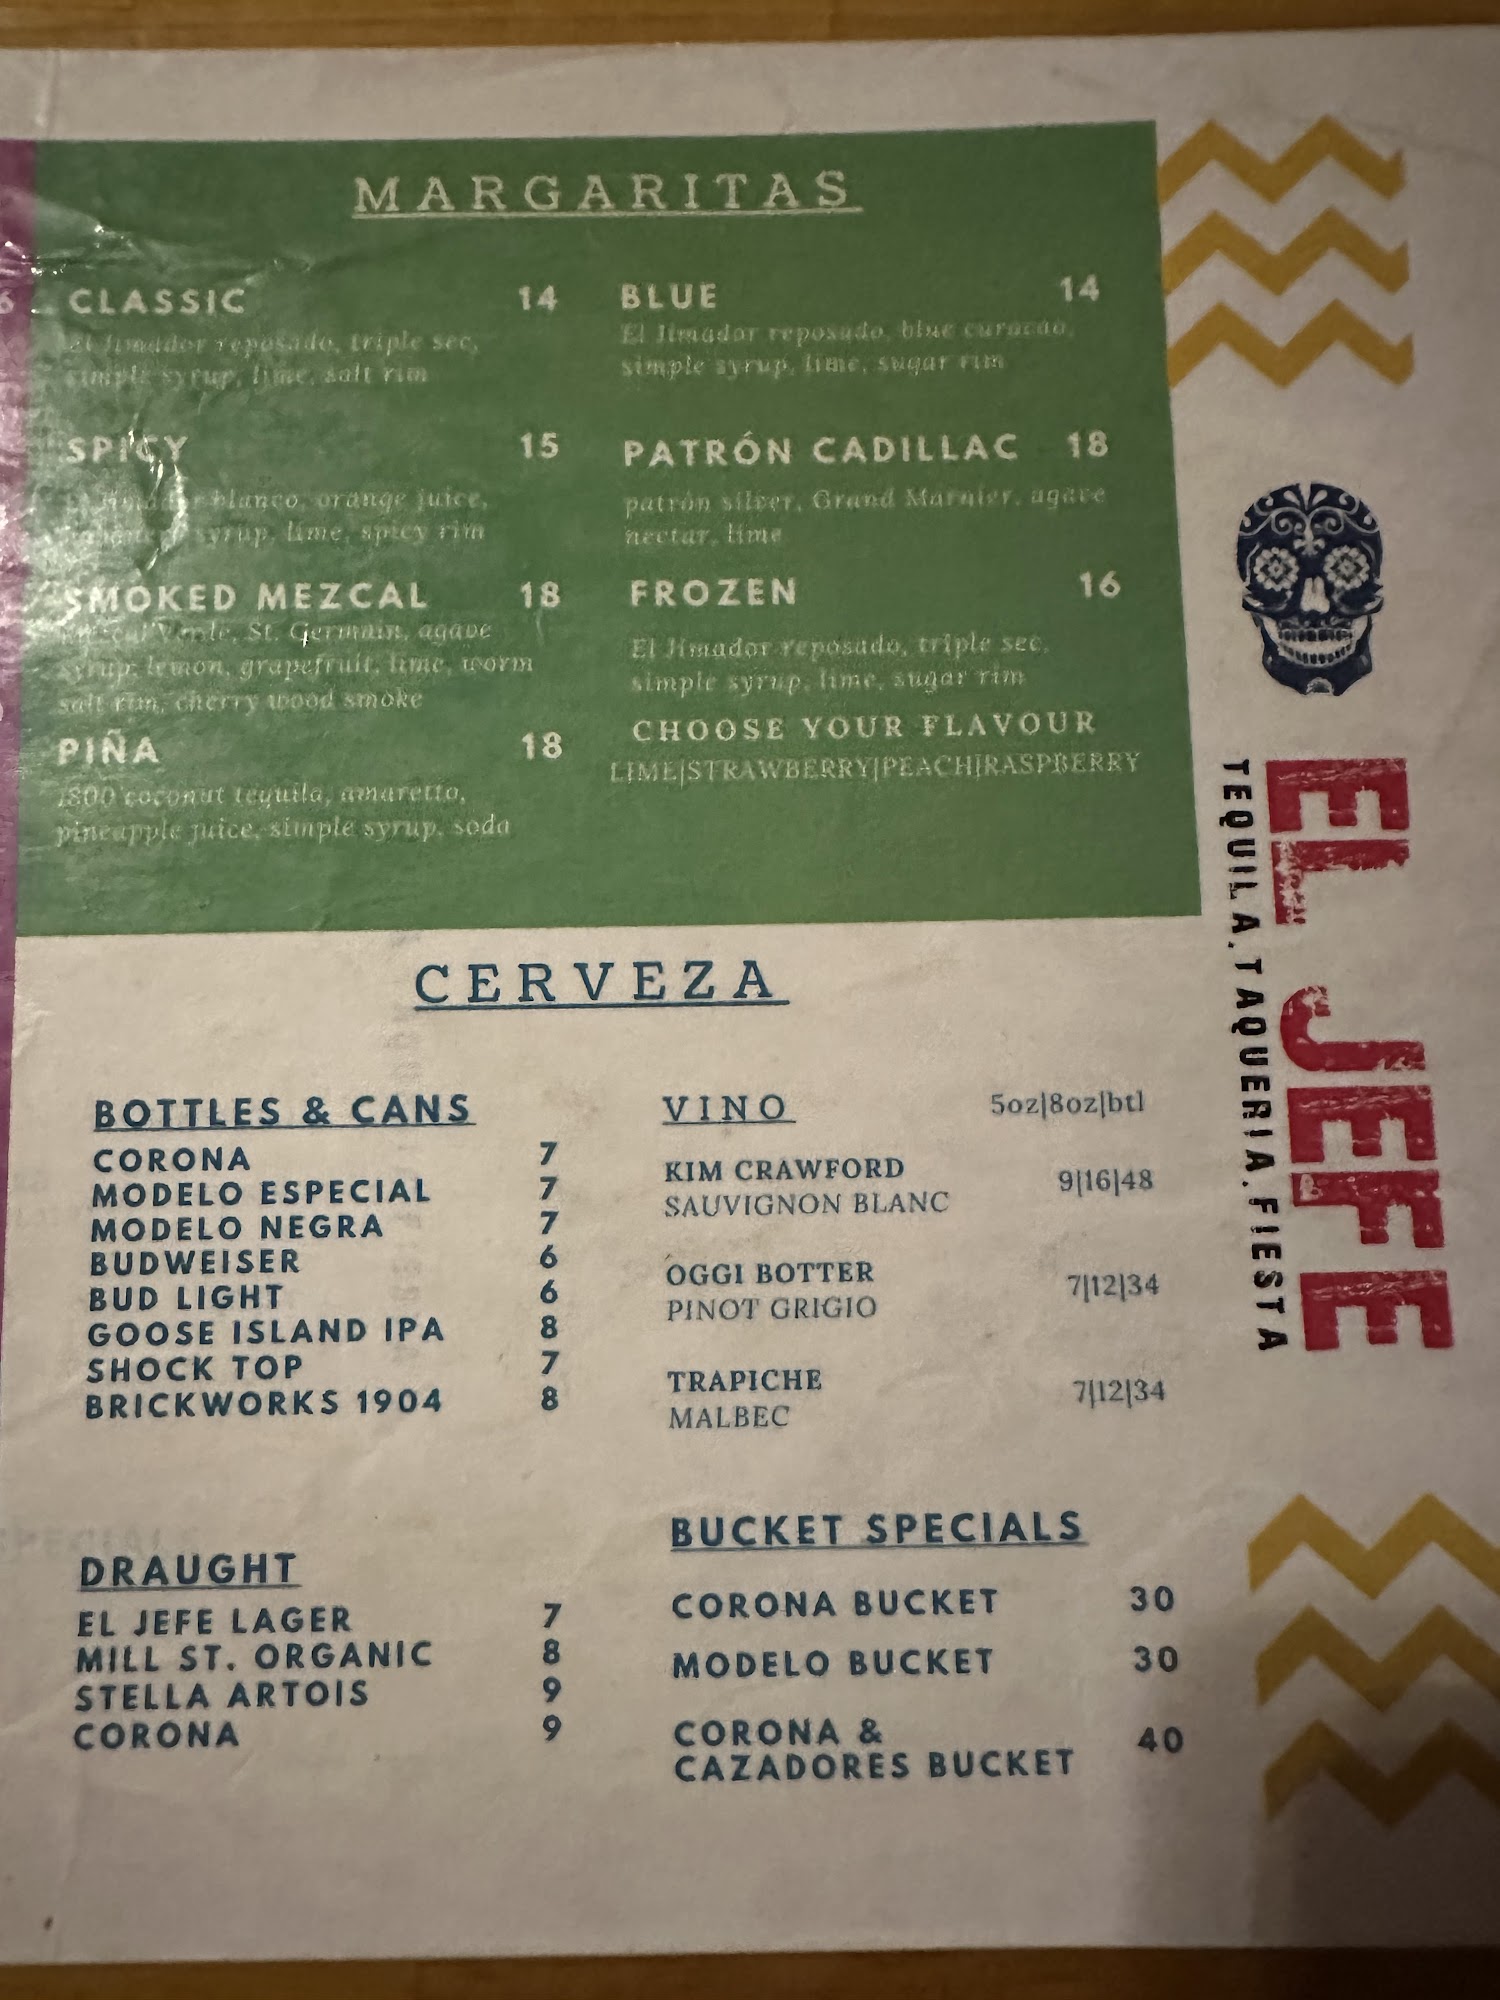 MARGARITAS
CLASSIC 14
El Jimador reposado, triple sec,
simple syrup, lime, salt rim
SPICY 15
El Jimador blanco, orange juice,
syrup, lime, spicy rim
SMOKED MEZCAL 18
Verde, St. Germain, agave
syrup, lemon, grapefruit, lime, worm
salt rim, cherry wood smoke
PIÑA 18
1800 coconut tequila, amaretto,
pineapple juice, simple syrup, soda
BLUE 14
El Jimador reposado, blue curacao,
simple syrup, lime, sugar rim
PATRÓN CADILLAC 18
patrón silver, Grand Marnier, agave
nectar, lime
FROZEN 16
El Jimador reposado, triple sec,
simple syrup, lime, sugar rim
CHOOSE YOUR FLAVOUR
LIME|STRAWBERRY|PEACH|RASPBERRY
CERVEZA
BOTTLES & CANS
CORONA 7
MODELO ESPECIAL 7
MODELO NEGRA 7
BUDWEISER 6
BUD LIGHT 6
GOOSE ISLAND IPA 8
SHOCK TOP 7
BRICKWORKS 1904 8
DRAUGHT
EL JEFE LAGER 7
MILL ST. ORGANIC 8
STELLA ARTOIS 9
CORONA 9
VINO 5oz|8oz|btl
KIM CRAWFORD 9|16|48
SAUVIGNON BLANC
OGGI BOTTER 7|12|34
PINOT GRIGIO
TRAPICHE 7|12|34
MALBEC
BUCKET SPECIALS
CORONA BUCKET 30
MODELO BUCKET 30
CORONA & 40
CAZADORES BUCKET
EL JEFE
TEQUILA.TAQUERIA.FIESTA